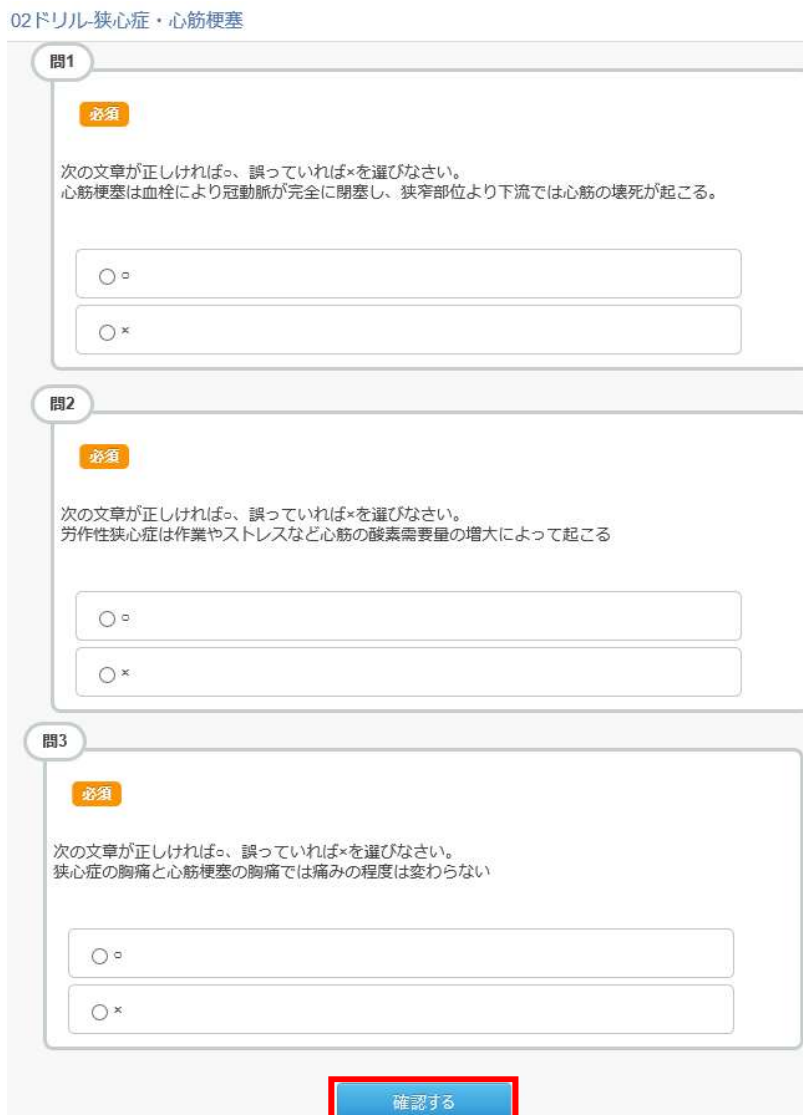 02ドリル-狭心症・心筋梗塞
問1
必須
次の文章が正しければ○、誤っていれば×を選びなさい。
心筋梗塞は血栓により冠動脈が完全に閉塞し、狭窄部位より下流では心筋の壊死が起こる。
○
×
問2
必須
次の文章が正しければ○、誤っていれば×を選びなさい。
労作性狭心症は作業やストレスなど心筋の酸素需要量の増大によって起こる
○
×
問3
必須
次の文章が正しければ○、誤っていれば×を選びなさい。
狭心症の胸痛と心筋梗塞の胸痛では痛みの程度は変わらない
○
×
確認する